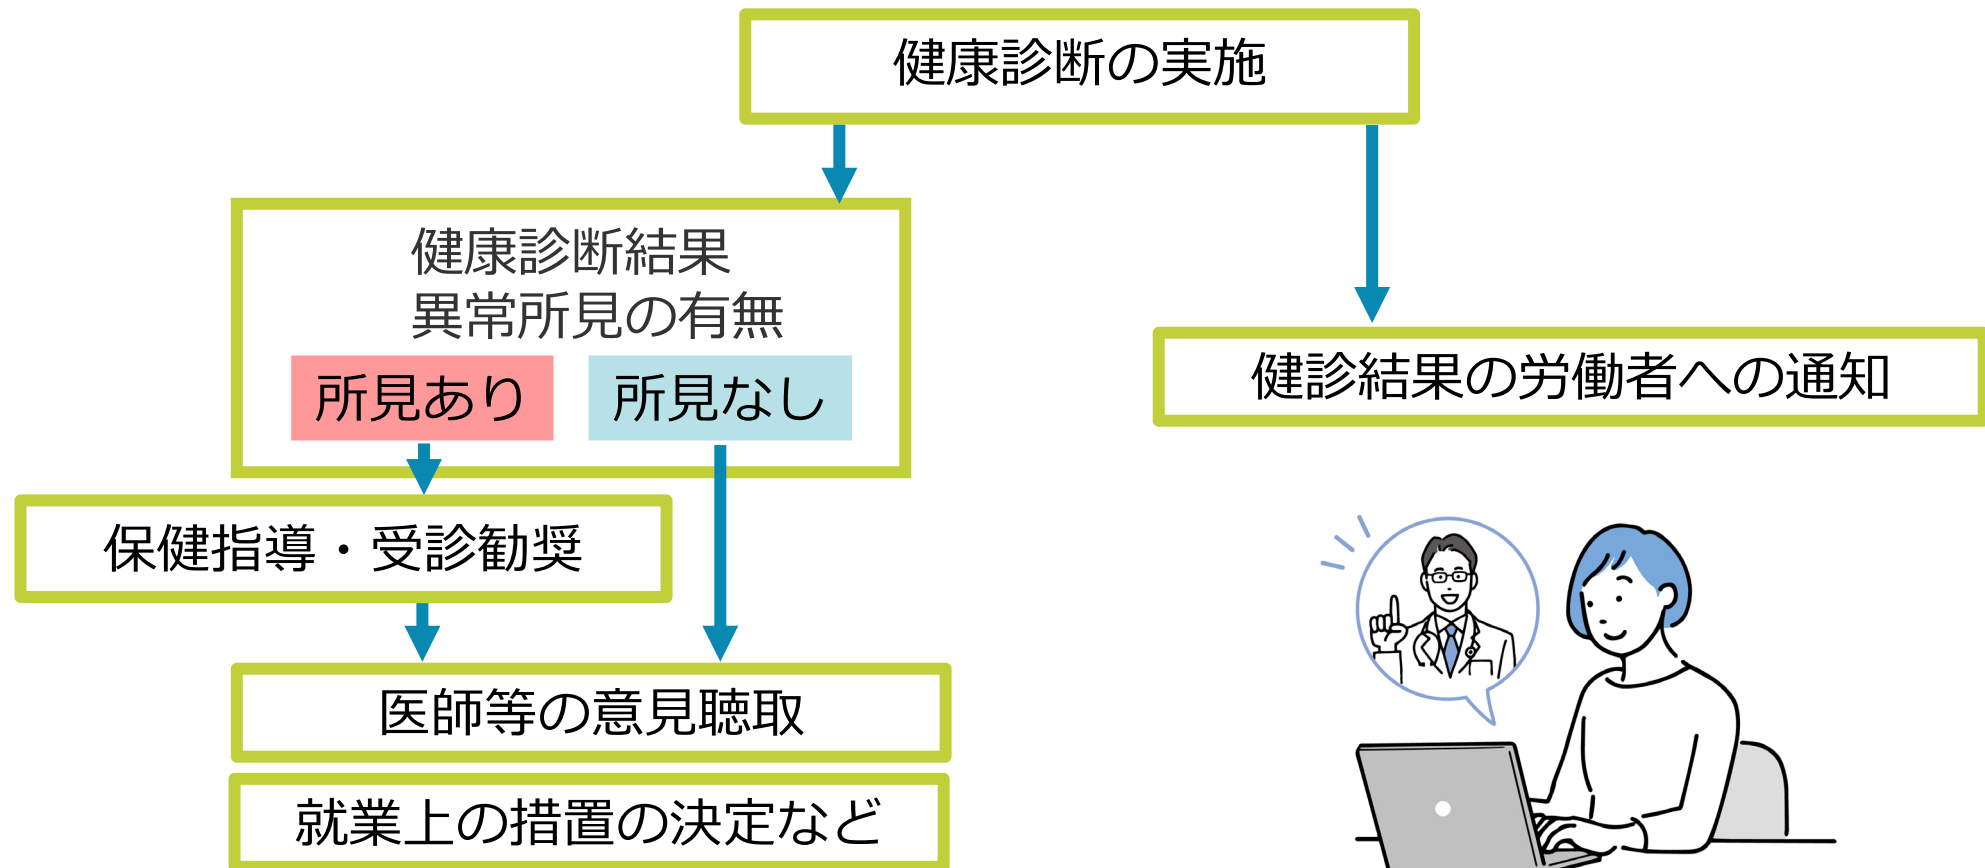 健康診断の実施
健康診断結果
異常所見の有無
所見あり
所見なし
健診結果の労働者への通知
保健指導・受診勧奨
医師等の意見聴取
就業上の措置の決定など